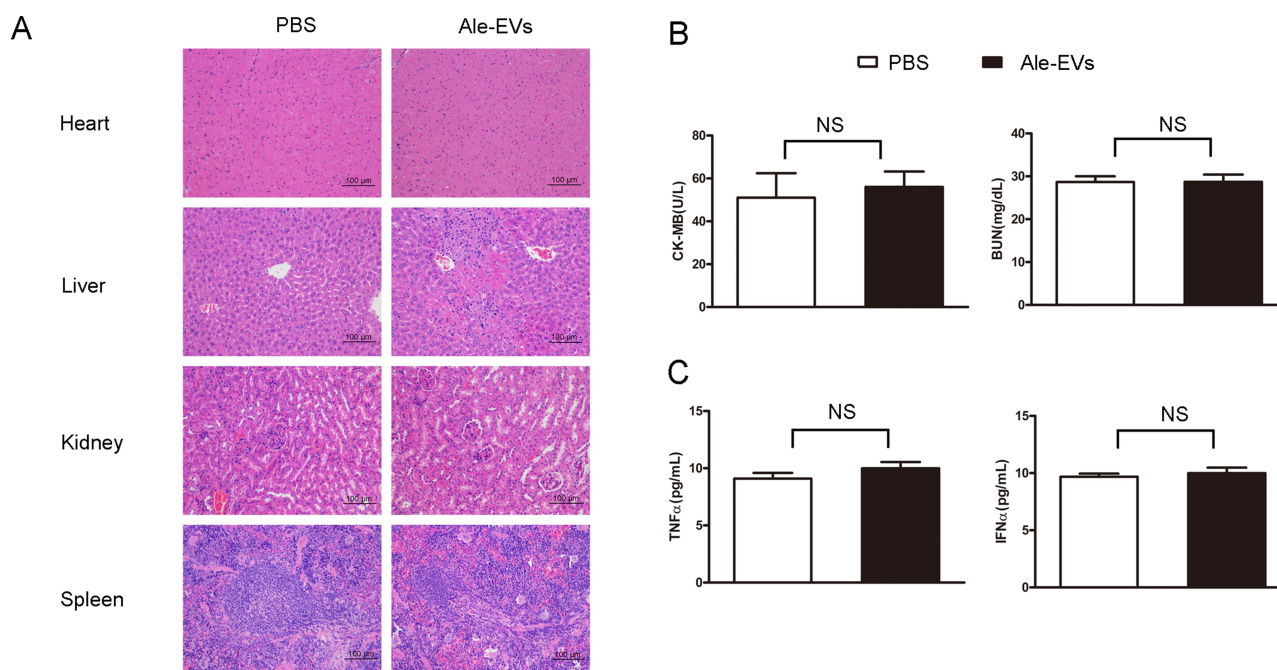 A
PBS
Ale-EVs
Heart
100 µm
100 µm
Liver
100 µm
100 µm
Kidney
100 µm
100 µm
Spleen
100 µm
100 µm
B
PBS
Ale-EVs
NS
CK-MB(U/L)
80
60
40
20
0
NS
BUN(mg/dL)
40
30
20
10
0
C
NS
TNFα(pg/mL)
15
10
5
0
NS
IFNα(pg/mL)
15
10
5
0